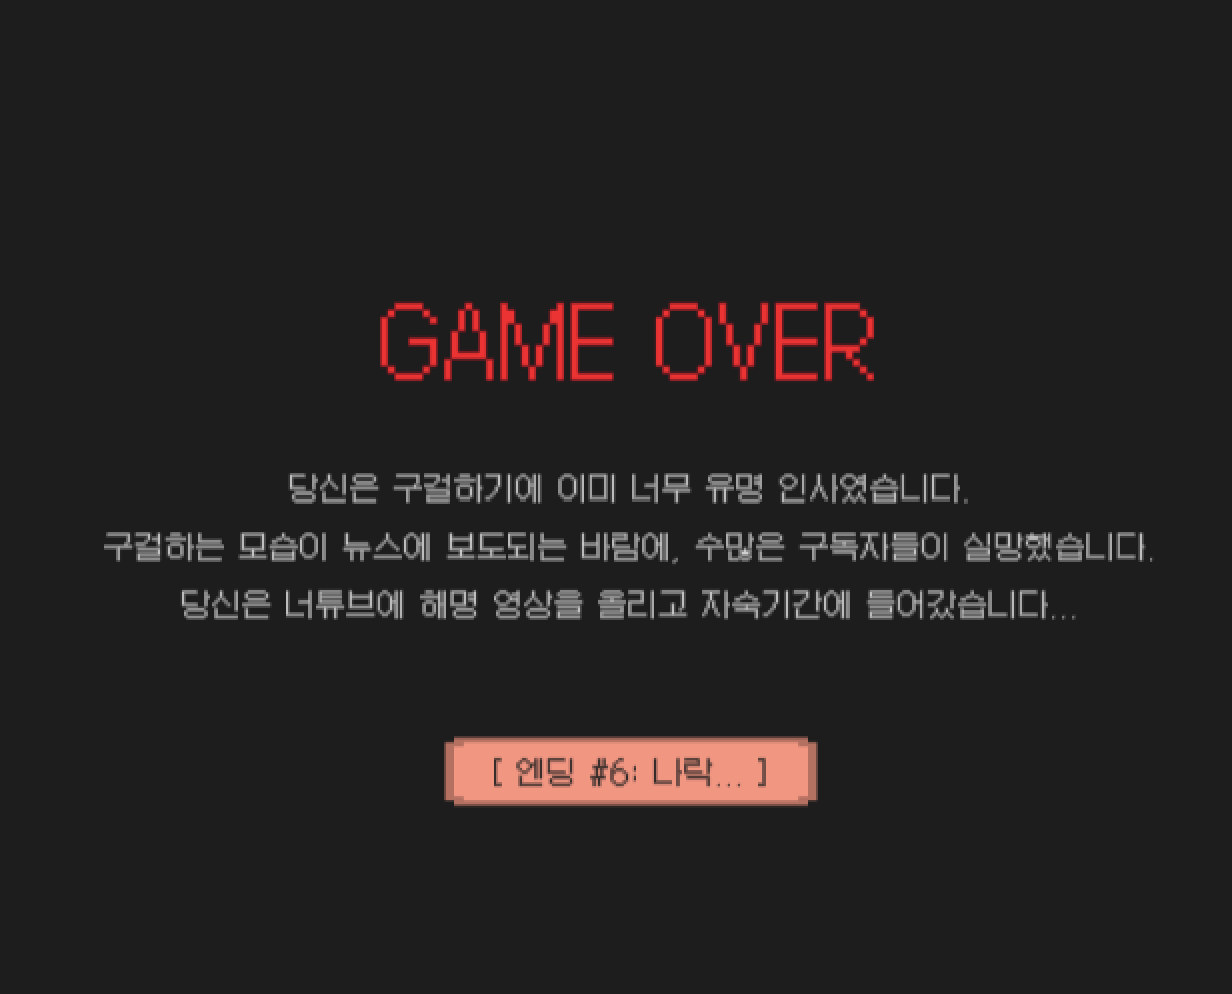 GAME OVER
당신은 구걸하기에 이미 너무 유명 인사였습니다.
구걸하는 모습이 뉴스에 보도되는 바람에, 수많은 구독자들이 실망했습니다.
당신은 너튜브에 해명 영상을 올리고 자숙기간에 들어갔습니다...
[ 엔딩 #6: 나락... ]